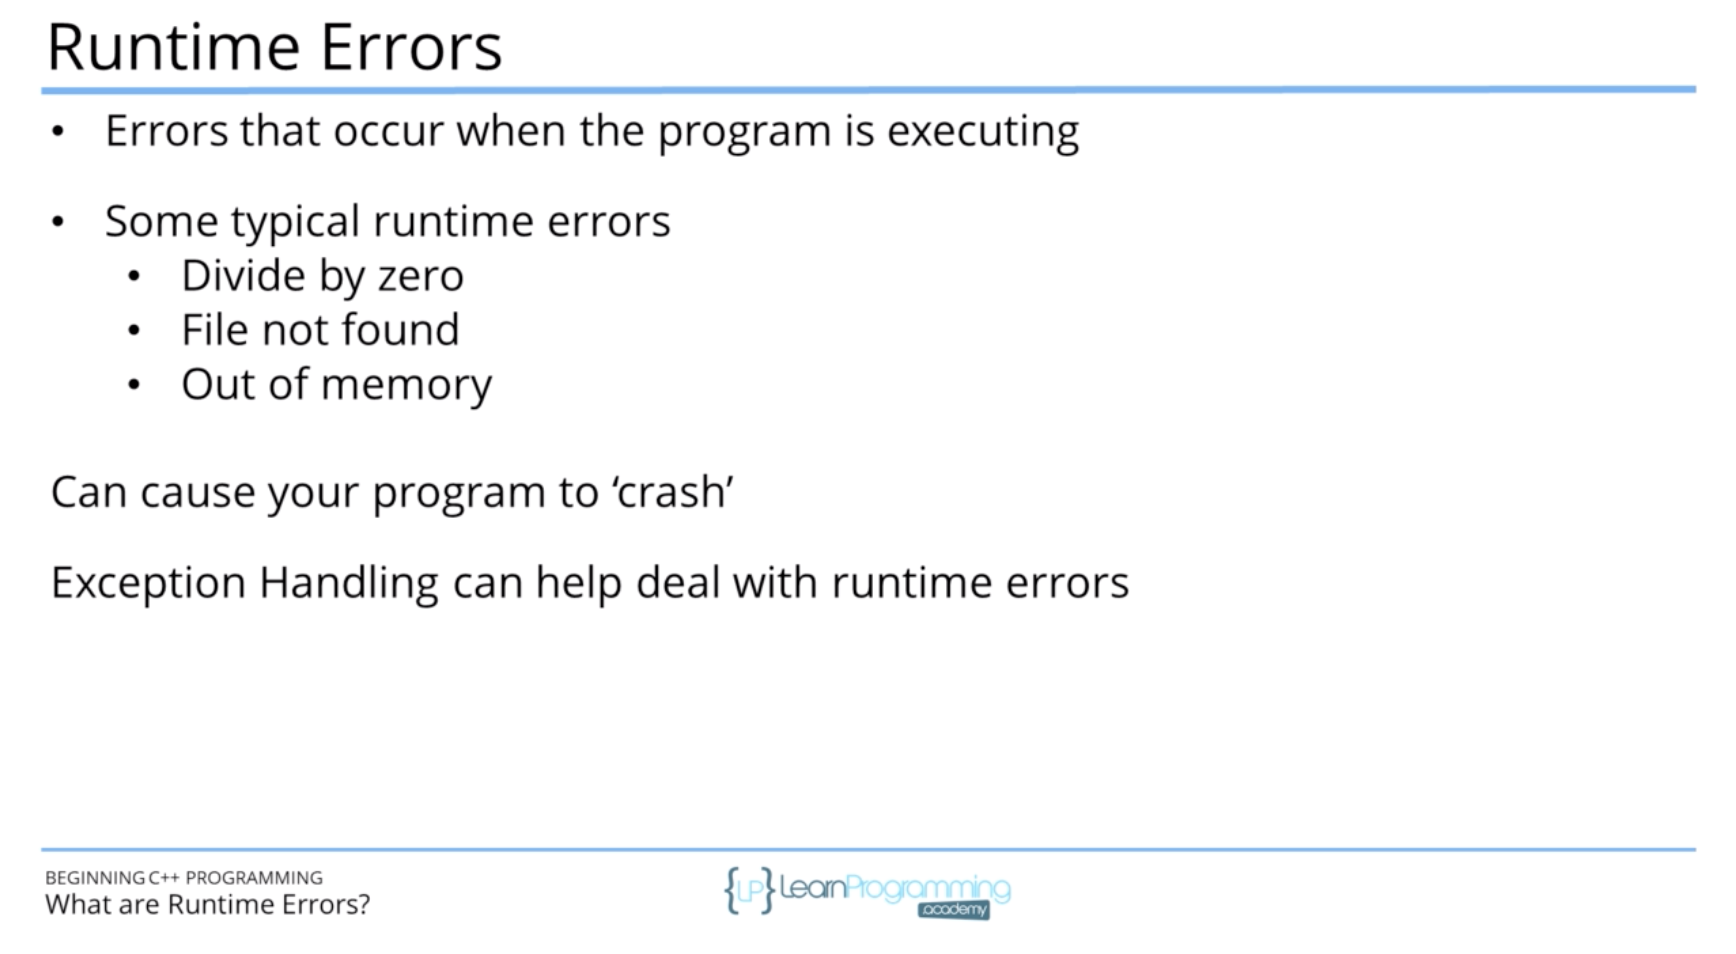 Runtime Errors
• Errors that occur when the program is executing
• Some typical runtime errors
• Divide by zero
• File not found
• Out of memory
Can cause your program to ‘crash’
Exception Handling can help deal with runtime errors
BEGINNING C++ PROGRAMMING
What are Runtime Errors?
{LP} LearnProgramming
.academy